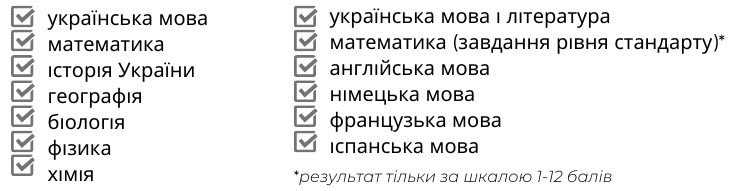 українська мова
математика
історія України
географія
біологія
фізика
хімія
українська мова і література
математика (завдання рівня стандарту)*
англійська мова
німецька мова
французька мова
іспанська мова
*результат тільки за шкалою 1-12 балів